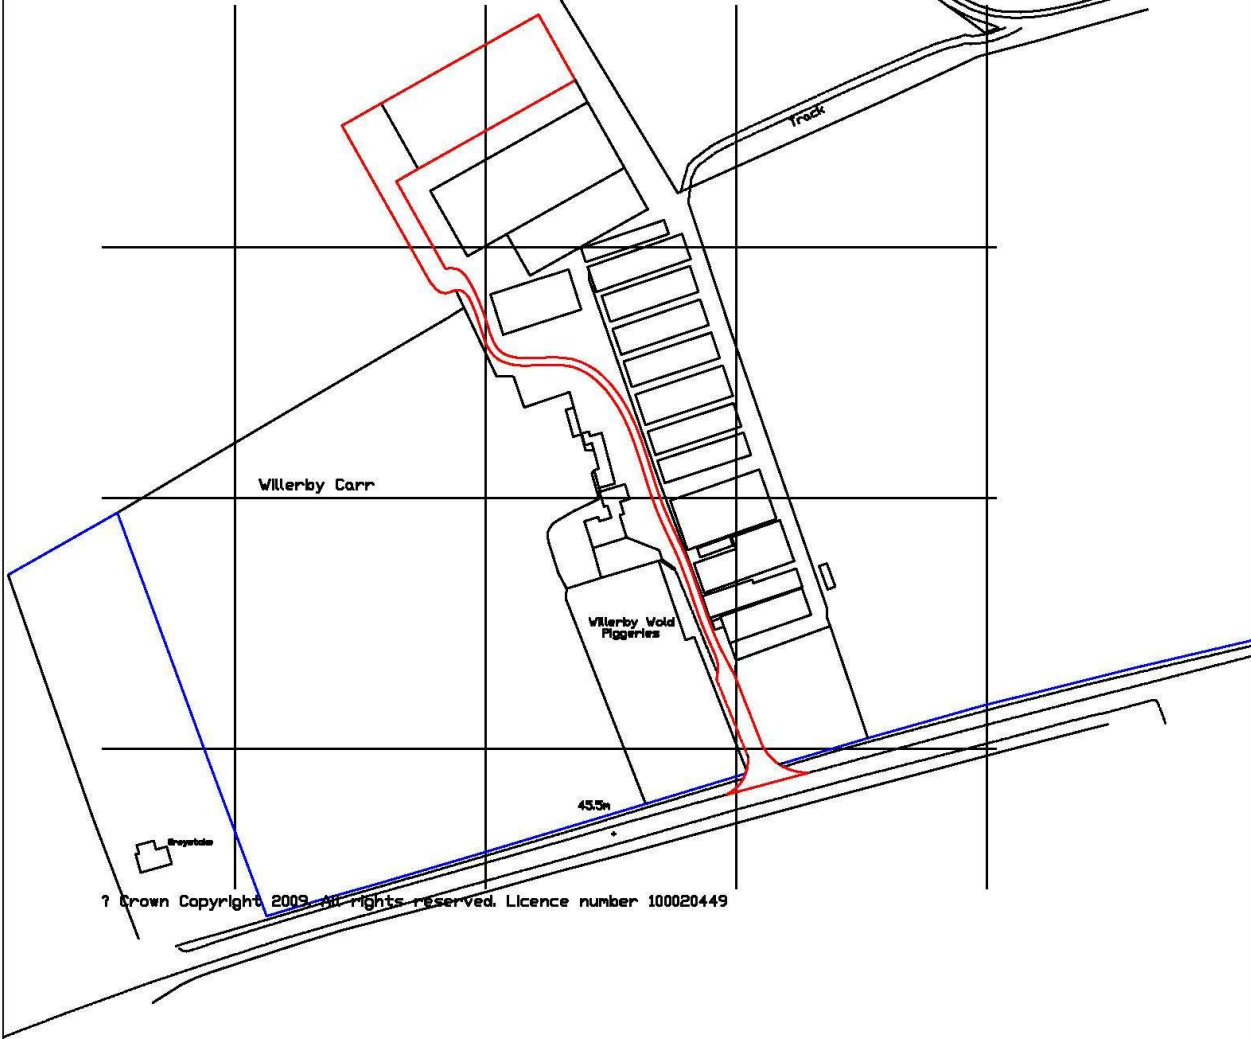 Track
Willerby Carr
Willerby Wold
Piggeries
45.5m
? Crown Copyright 2009. All rights reserved. Licence number 100020449